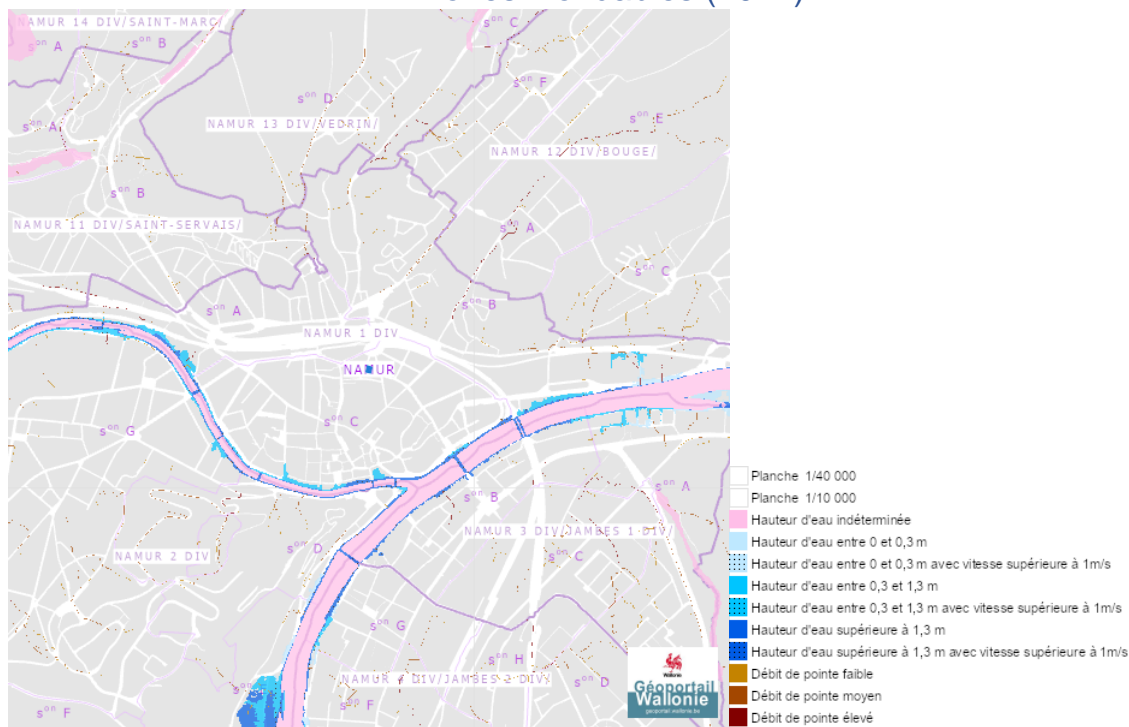 NAMUR 14 DIV/SAINT-MARC/
sᵒⁿ C
sᵒⁿ A
sᵒⁿ B
sᵒⁿ F
sᵒⁿ D
sᵒⁿ E
NAMUR 13 DIV/VEDRIN/
sᵒⁿ A
NAMUR 12 DIV/BOUGE/
sᵒⁿ B
NAMUR 11 DIV/SAINT-SERVAIS/
sᵒⁿ A
sᵒⁿ C
sᵒⁿ B
sᵒⁿ A
NAMUR 1 DIV
NAMUR
sᵒⁿ C
sᵒⁿ G
sᵒⁿ A
sᵒⁿ B
NAMUR 3 DIV/JAMBES 1 DIV/
sᵒⁿ D
NAMUR 2 DIV
sᵒⁿ C
sᵒⁿ G
sᵒⁿ H
NAMUR 4 DIV/JAMBES 2 DIV/
sᵒⁿ D
sᵒⁿ F
sᵒⁿ F
Wallonie
Géoportail
Wallonie
geoportail.wallonie.be
Planche 1/40 000
Planche 1/10 000
Hauteur d'eau indéterminée
Hauteur d'eau entre 0 et 0,3 m
Hauteur d'eau entre 0 et 0,3 m avec vitesse supérieure à 1m/s
Hauteur d'eau entre 0,3 et 1,3 m
Hauteur d'eau entre 0,3 et 1,3 m avec vitesse supérieure à 1m/s
Hauteur d'eau supérieure à 1,3 m
Hauteur d'eau supérieure à 1,3 m avec vitesse supérieure à 1m/s
Débit de pointe faible
Débit de pointe moyen
Débit de pointe élevé